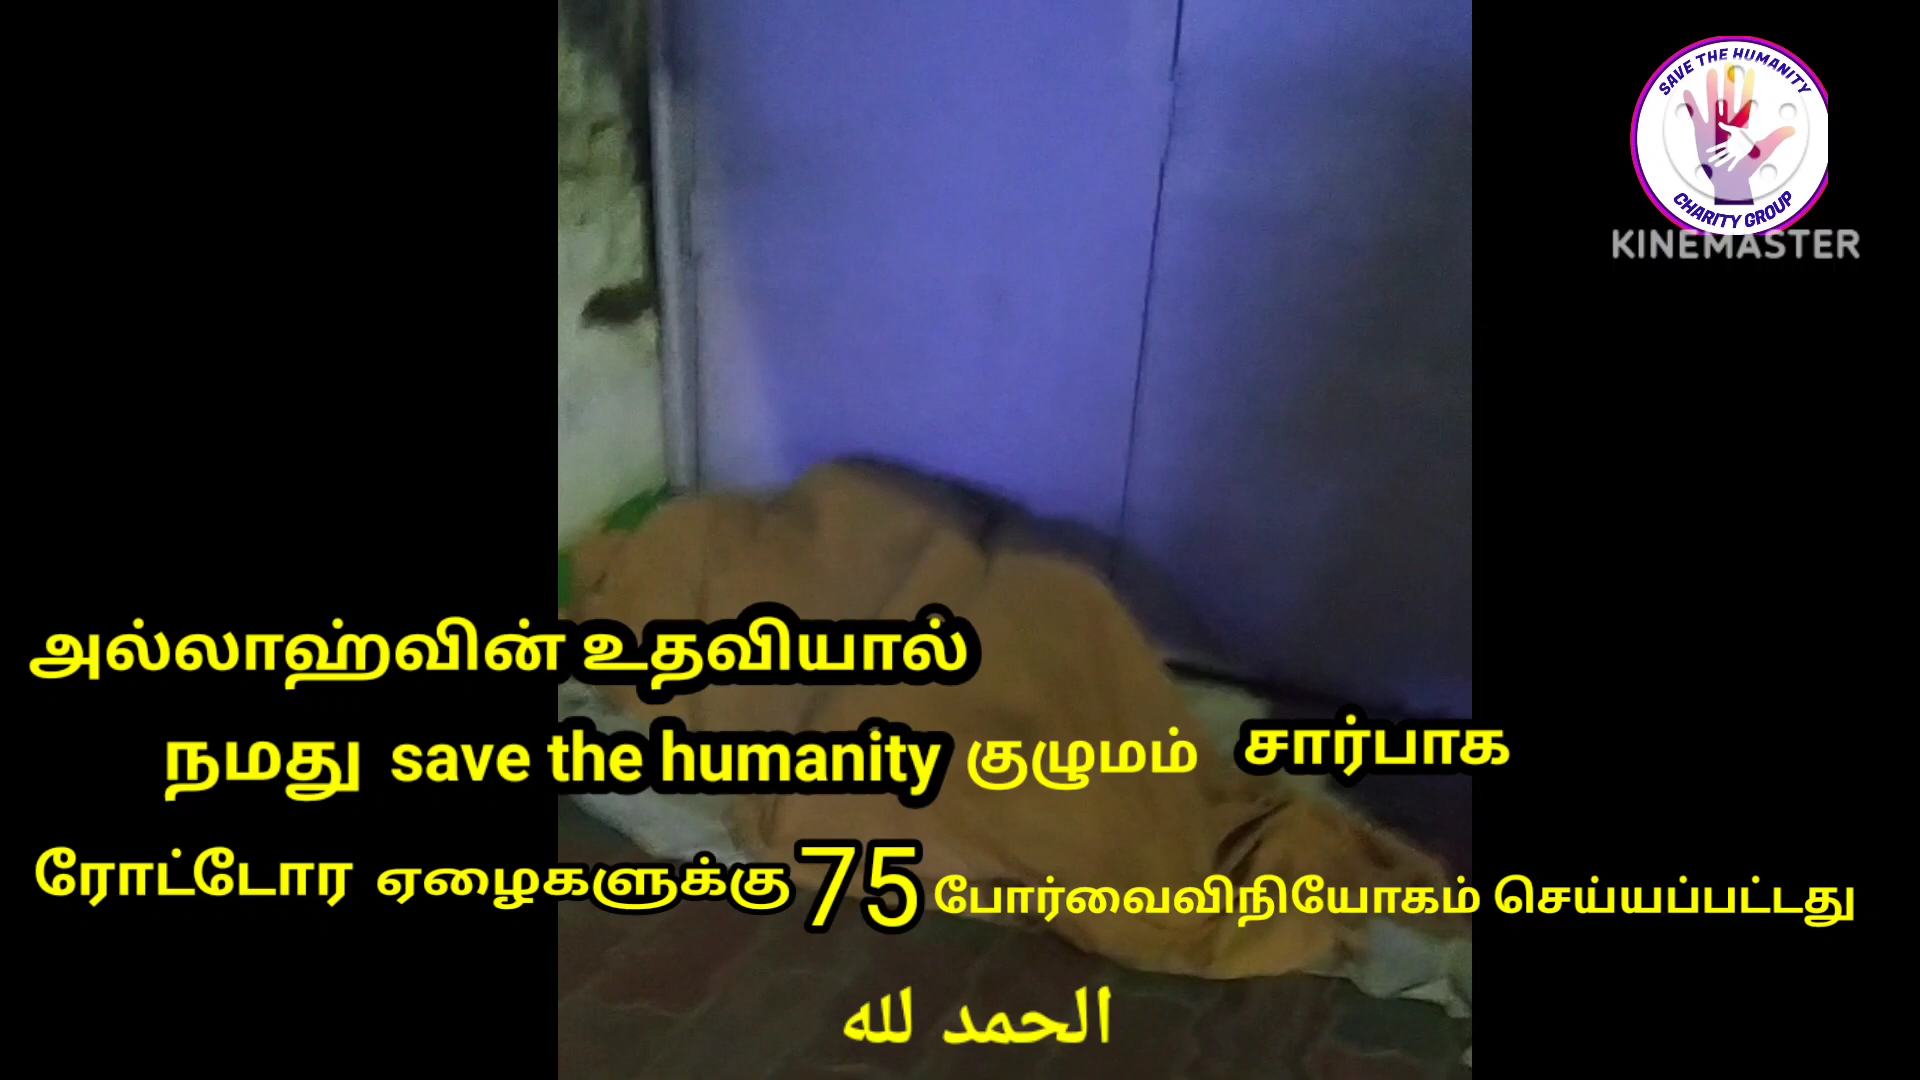 SAVE THE HUMANITY
CHARITY GROUP
KINEMASTER
அல்லாஹ்வின் உதவியால்
நமது save the humanity குழுமம் சார்பாக
ரோட்டோர ஏழைகளுக்கு 75 போர்வைவிநியோகம் செய்யப்பட்டது
الحمد لله